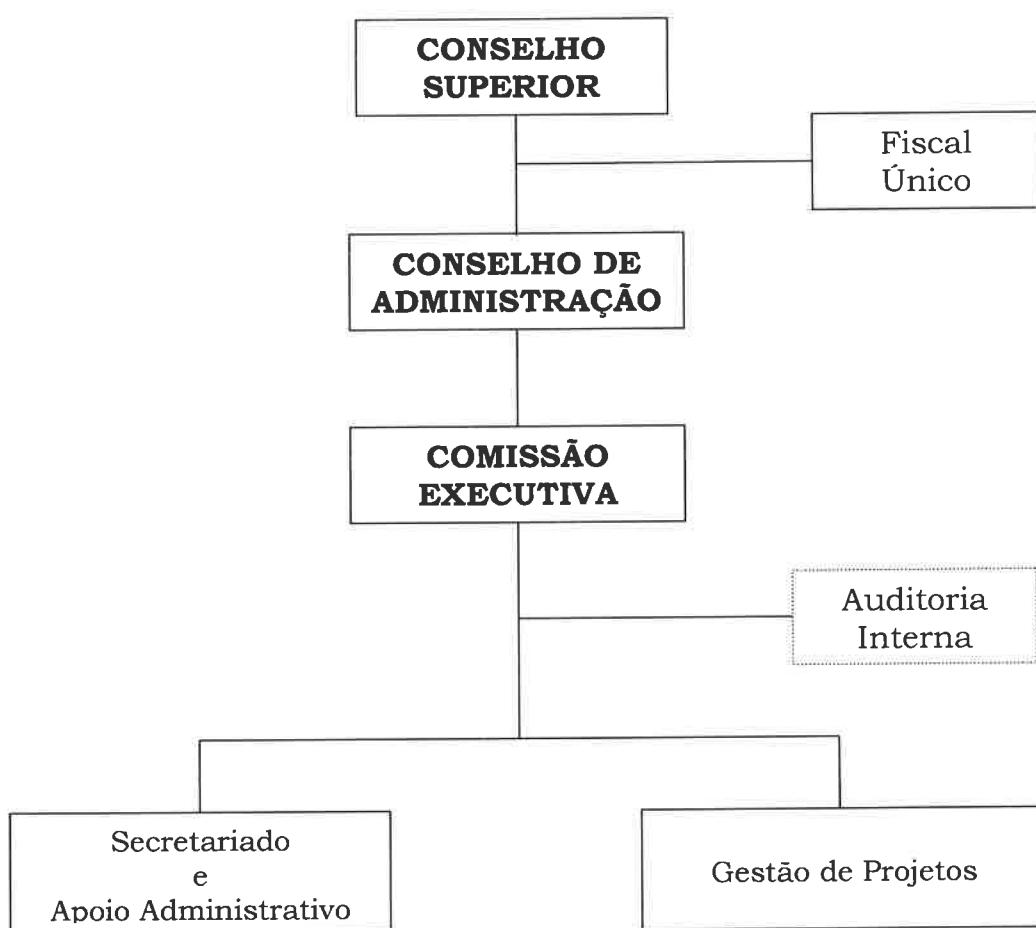 CONSELHO
SUPERIOR
Fiscal
Único
CONSELHO DE
ADMINISTRAÇÃO
COMISSÃO
EXECUTIVA
Auditoria
Interna
Secretariado
e
Apoio Administrativo
Gestão de Projetos